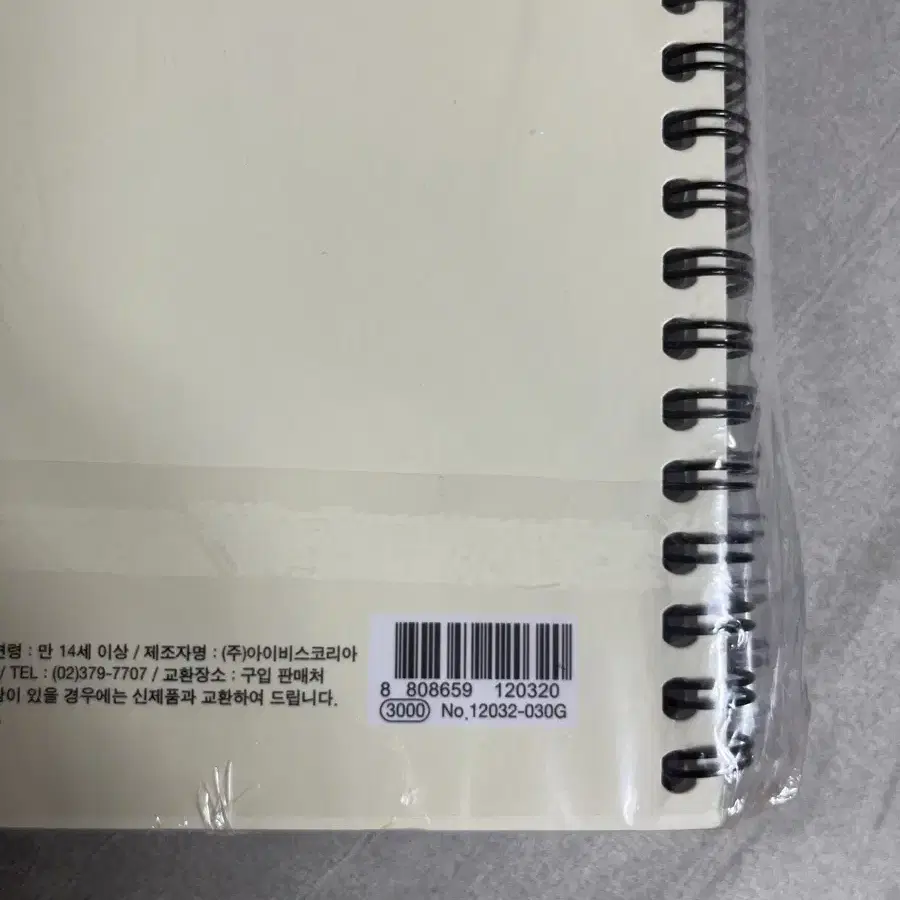 연령 : 만 14세 이상 / 제조자명 : (주)아이비스코리아
/ TEL : (02)379-7707 / 교환장소 : 구입 판매처
있을 경우에는 신제품과 교환하여 드립니다.
8 808659 120320
3000 No.12032-030G